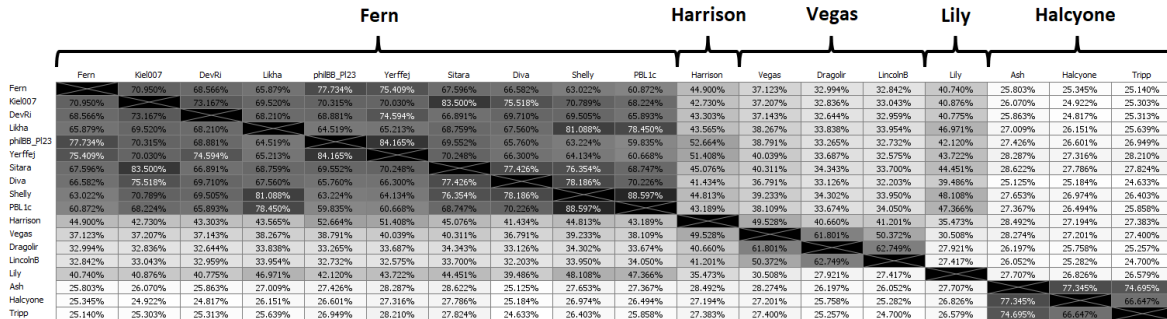 Fern Harrison Vegas Lily Halcyone
Fern Kiel007 DevRi Likha philBB_Pl23 Yerffej Sitara Diva Shelly PBL1c Harrison Vegas Dragolir LincolnB Lily Ash Halcyone Tripp
Fern 70.950% 68.566% 65.879% 77.734% 75.409% 67.596% 66.582% 63.022% 60.872% 44.900% 37.123% 32.994% 32.842% 40.740% 25.803% 25.345% 25.140%
Kiel007 70.950% 73.167% 69.520% 70.315% 70.030% 83.500% 75.518% 70.789% 68.224% 42.730% 37.207% 32.836% 33.043% 40.876% 26.070% 24.922% 25.303%
DevRi 68.566% 73.167% 68.210% 68.881% 74.594% 66.891% 69.710% 69.505% 65.893% 43.303% 37.143% 32.644% 32.959% 40.775% 25.863% 24.817% 25.313%
Likha 65.879% 69.520% 68.210% 64.519% 65.213% 68.759% 67.560% 81.088% 78.450% 43.565% 38.267% 33.838% 33.954% 46.971% 27.009% 26.151% 25.639%
philBB_Pl23 77.734% 70.315% 68.881% 64.519% 84.165% 69.552% 65.760% 63.224% 59.835% 52.664% 38.791% 33.265% 32.732% 42.120% 27.426% 26.601% 26.949%
Yerffej 75.409% 70.030% 74.594% 65.213% 84.165% 70.248% 66.300% 64.134% 60.668% 51.408% 40.039% 33.687% 32.575% 43.722% 28.287% 27.316% 28.210%
Sitara 67.596% 83.500% 66.891% 68.759% 69.552% 70.248% 77.426% 76.354% 68.747% 45.076% 40.311% 34.343% 33.700% 44.451% 28.622% 27.786% 27.824%
Diva 66.582% 75.518% 69.710% 67.560% 65.760% 66.300% 77.426% 78.186% 70.226% 41.434% 36.791% 33.126% 32.203% 39.486% 25.125% 25.184% 24.633%
Shelly 63.022% 70.789% 69.505% 81.088% 63.224% 64.134% 76.354% 78.186% 88.597% 44.813% 39.233% 34.302% 33.950% 48.108% 27.653% 26.974% 26.403%
PBL1c 60.872% 68.224% 65.893% 78.450% 59.835% 60.668% 68.747% 70.226% 88.597% 43.189% 38.109% 33.674% 34.050% 47.366% 27.367% 26.494% 25.858%
Harrison 44.900% 42.730% 43.303% 43.565% 52.664% 51.408% 45.076% 41.434% 44.813% 43.189% 49.528% 40.660% 41.201% 35.473% 28.492% 27.194% 27.383%
Vegas 37.123% 37.207% 37.143% 38.267% 38.791% 40.039% 40.311% 36.791% 39.233% 38.109% 49.528% 61.801% 50.372% 30.508% 28.274% 27.201% 27.400%
Dragolir 32.994% 32.836% 32.644% 33.838% 33.265% 33.687% 34.343% 33.126% 34.302% 33.674% 40.660% 61.801% 62.749% 27.921% 26.197% 25.758% 25.257%
LincolnB 32.842% 33.043% 32.959% 33.954% 32.732% 32.575% 33.700% 32.203% 33.950% 34.050% 41.201% 50.372% 62.749% 27.417% 26.052% 25.282% 24.700%
Lily 40.740% 40.876% 40.775% 46.971% 42.120% 43.722% 44.451% 39.486% 48.108% 47.366% 35.473% 30.508% 27.921% 27.417% 27.707% 26.826% 26.579%
Ash 25.803% 26.070% 25.863% 27.009% 27.426% 28.287% 28.622% 25.125% 27.653% 27.367% 28.492% 28.274% 26.197% 26.052% 27.707% 77.345% 74.695%
Halcyone 25.345% 24.922% 24.817% 26.151% 26.601% 27.316% 27.786% 25.184% 26.974% 26.494% 27.194% 27.201% 25.758% 25.282% 26.826% 77.345% 66.647%
Tripp 25.140% 25.303% 25.313% 25.639% 26.949% 28.210% 27.824% 24.633% 26.403% 25.858% 27.383% 27.400% 25.257% 24.700% 26.579% 74.695% 66.647%